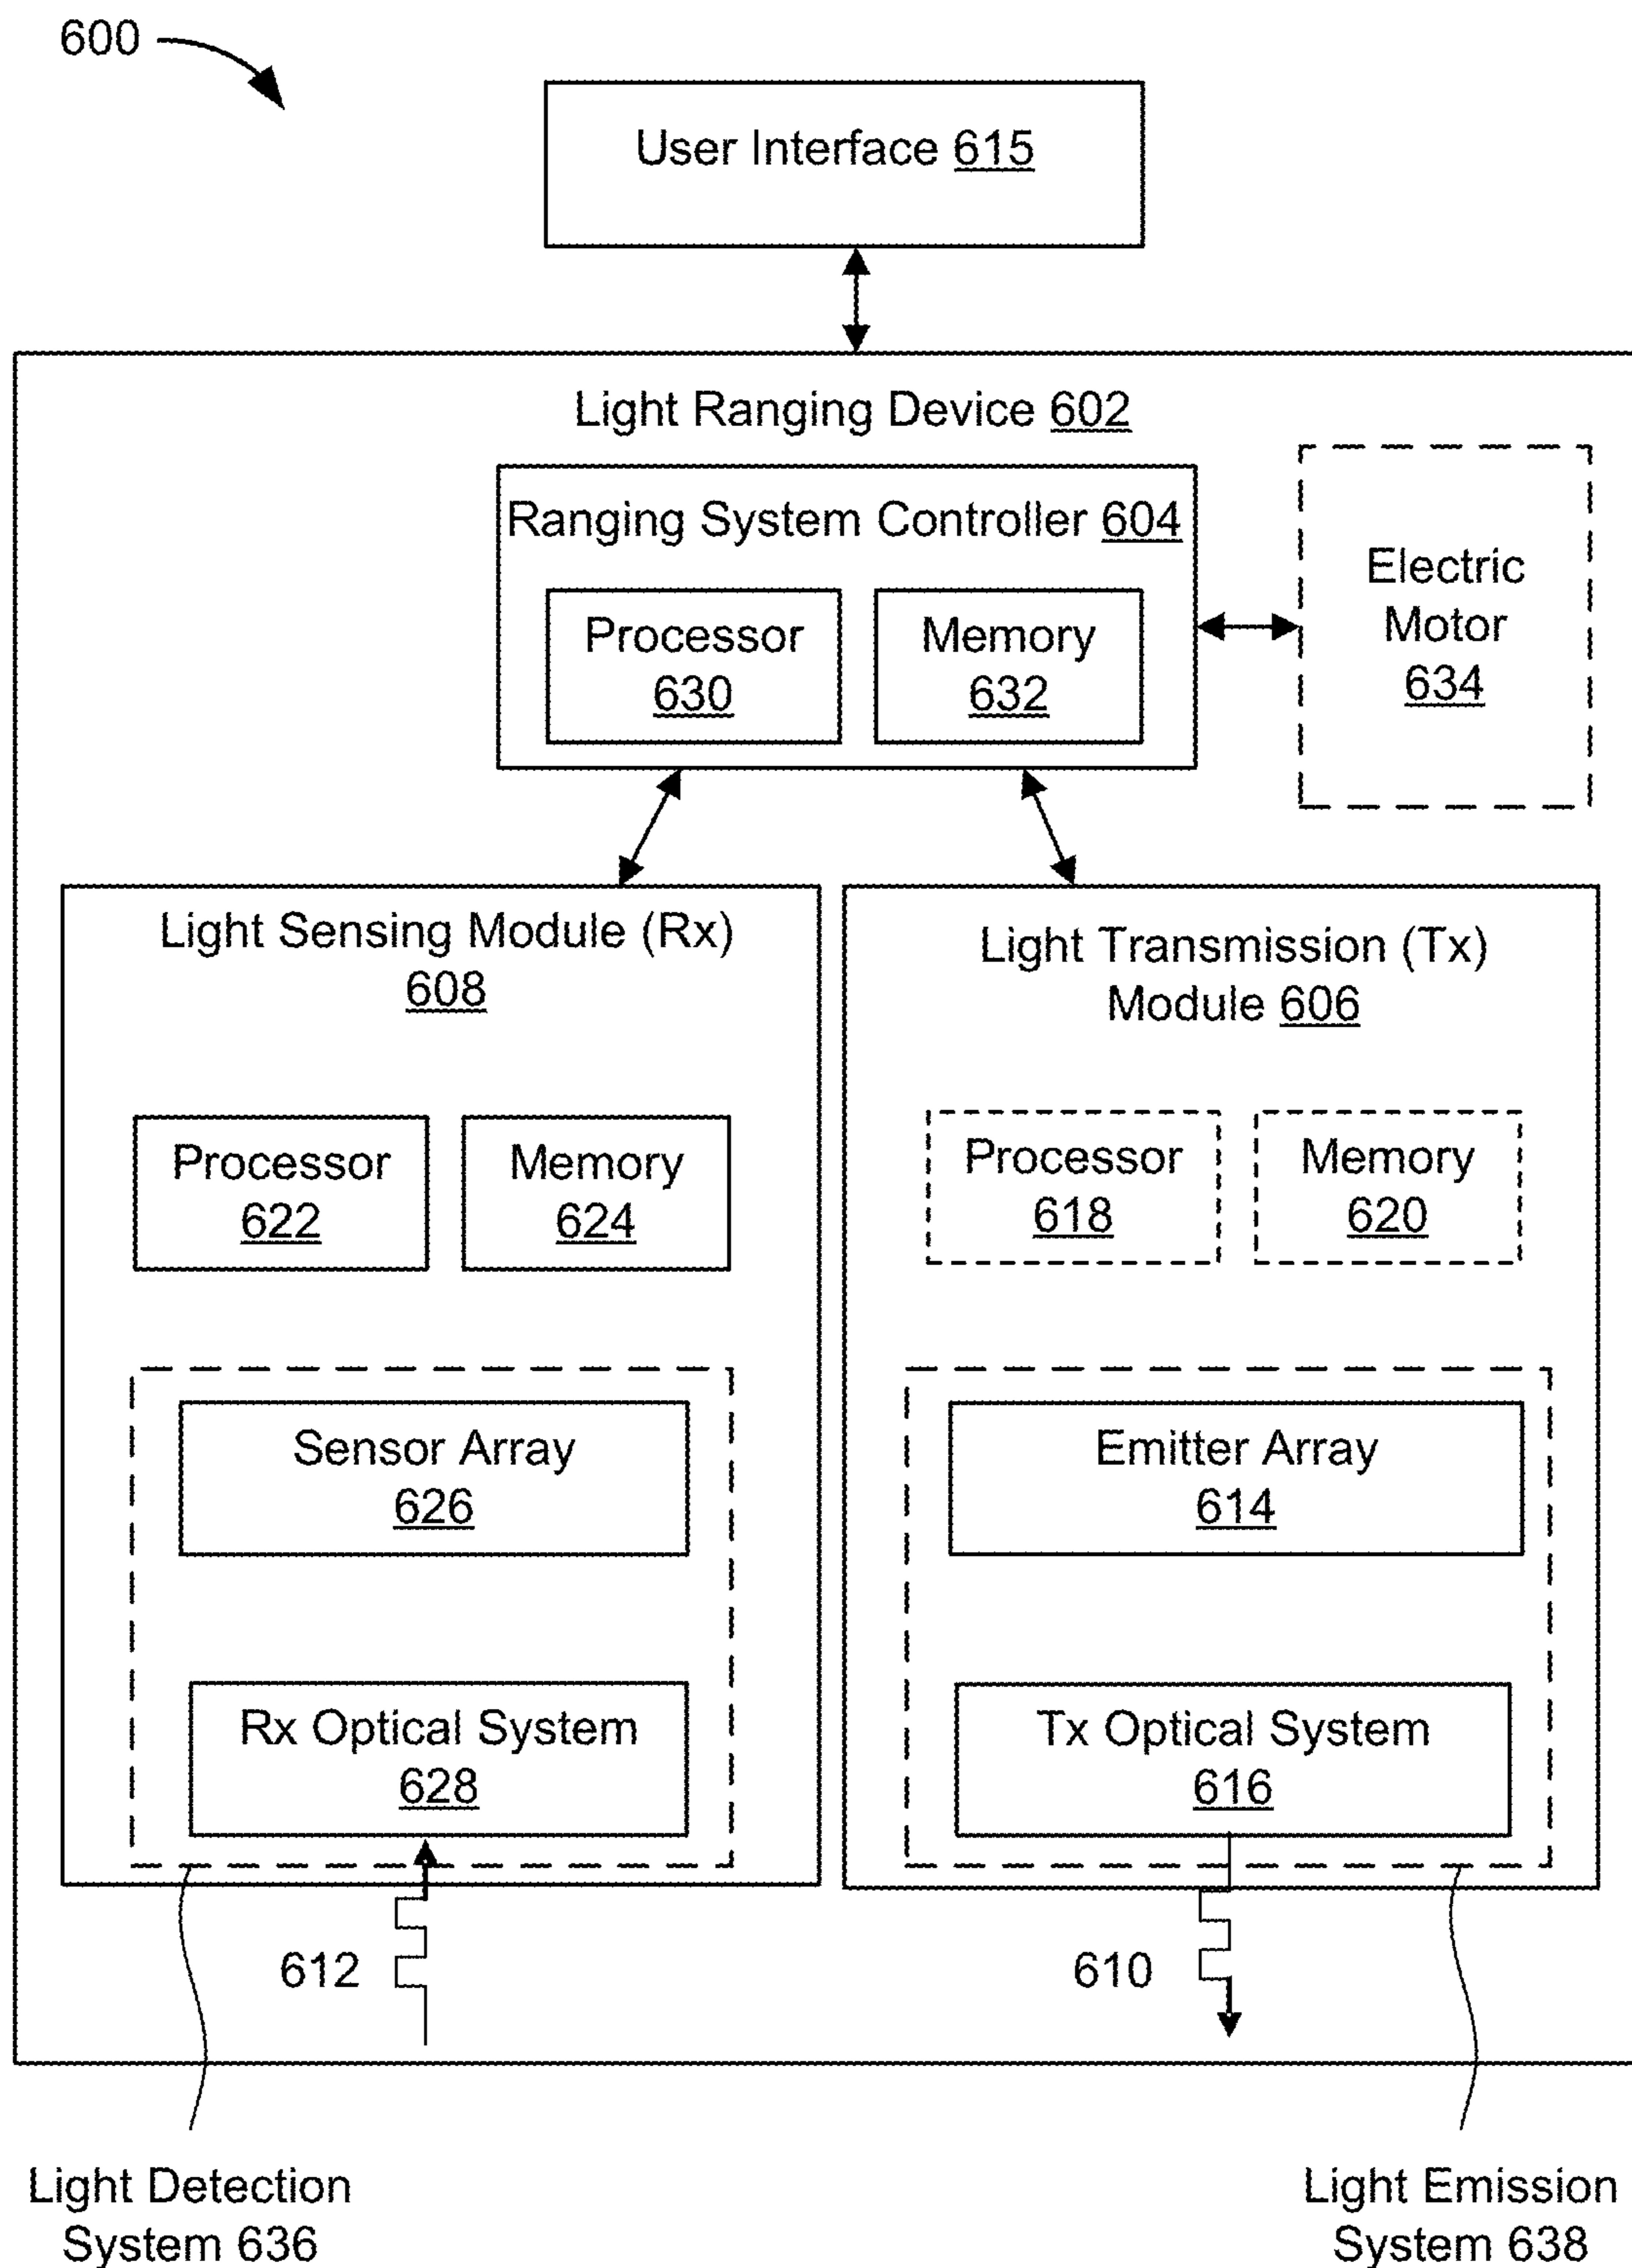 600
User Interface 615
Light Ranging Device 602
Ranging System Controller 604
Processor
630
Memory
632
Electric
Motor
634
Light Sensing Module (Rx)
608
Processor
622
Memory
624
Sensor Array
626
Rx Optical System
628
612
Light Detection
System 636
Light Transmission (Tx)
Module 606
Processor
618
Memory
620
Emitter Array
614
Tx Optical System
616
610
Light Emission
System 638